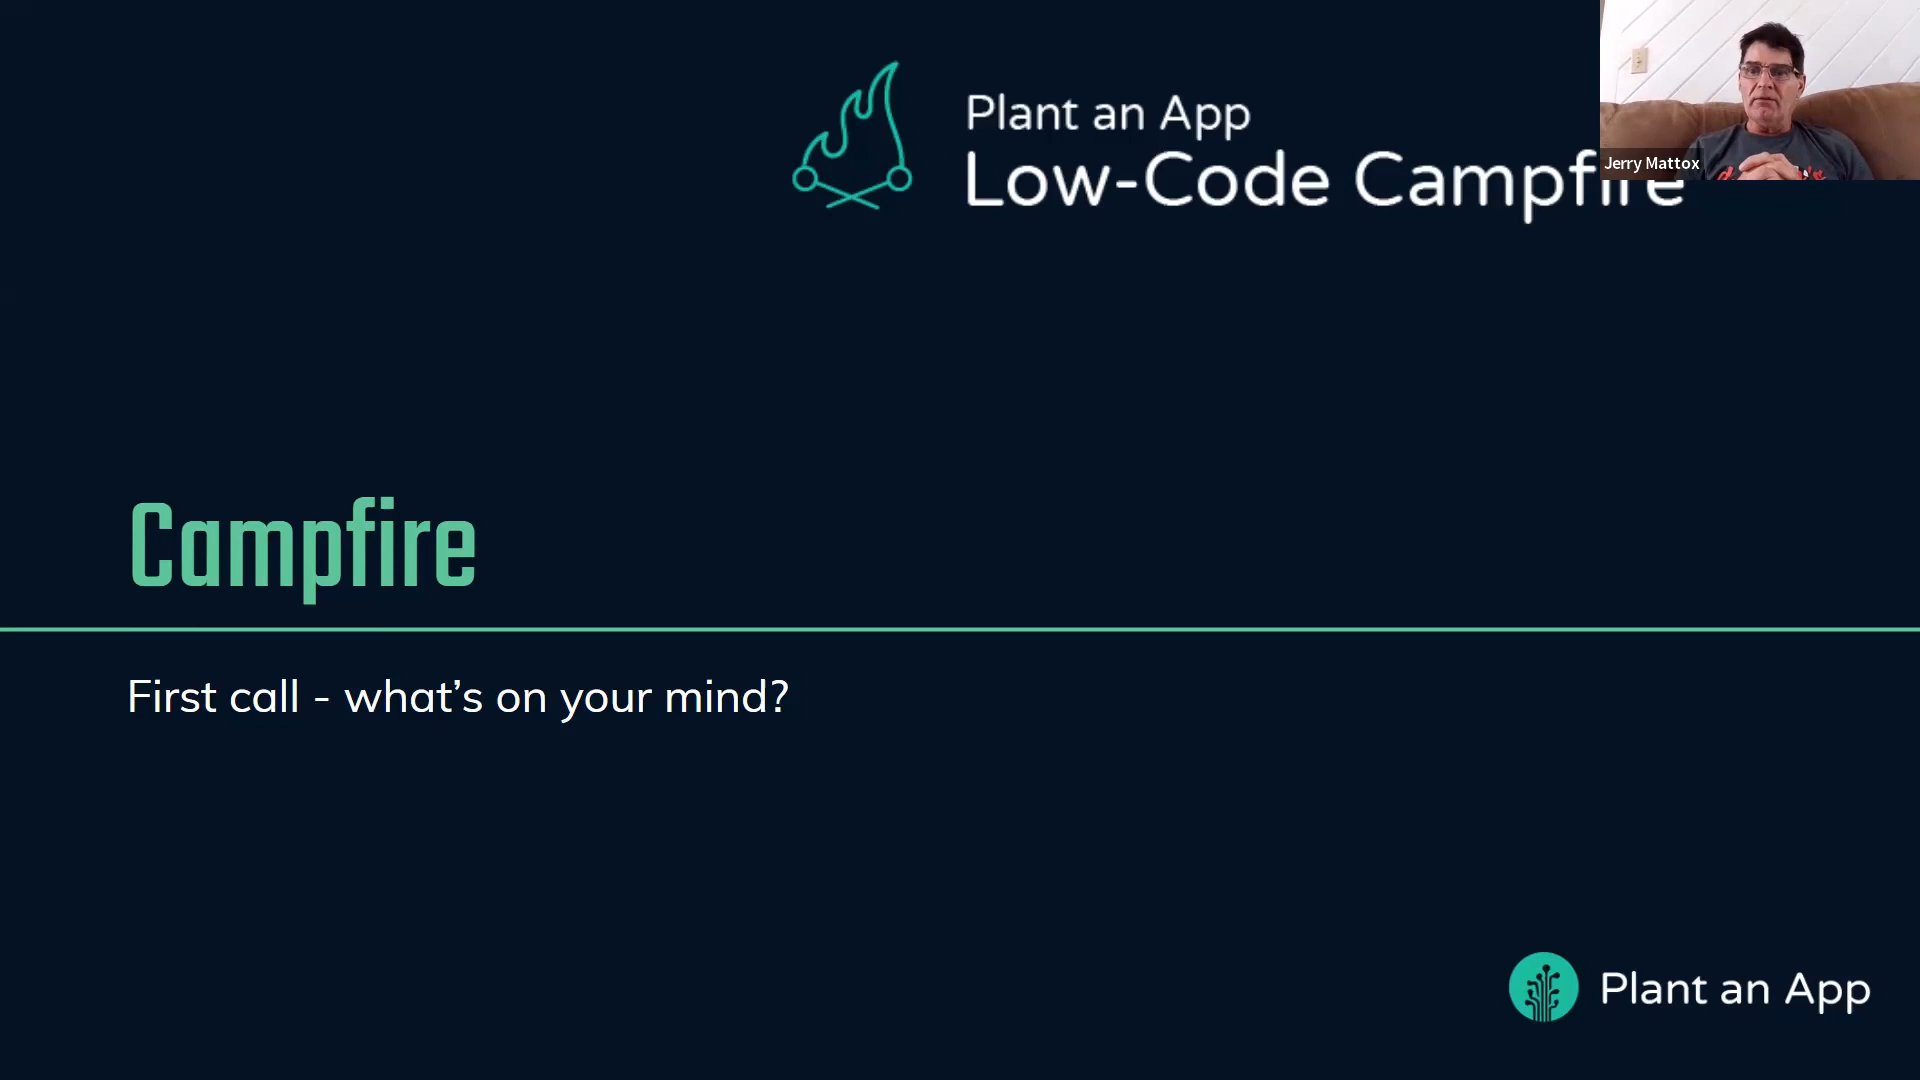 Plant an App
Low-Code Campfire
Jerry Mattox
Campfire
First call - what’s on your mind?
Plant an App